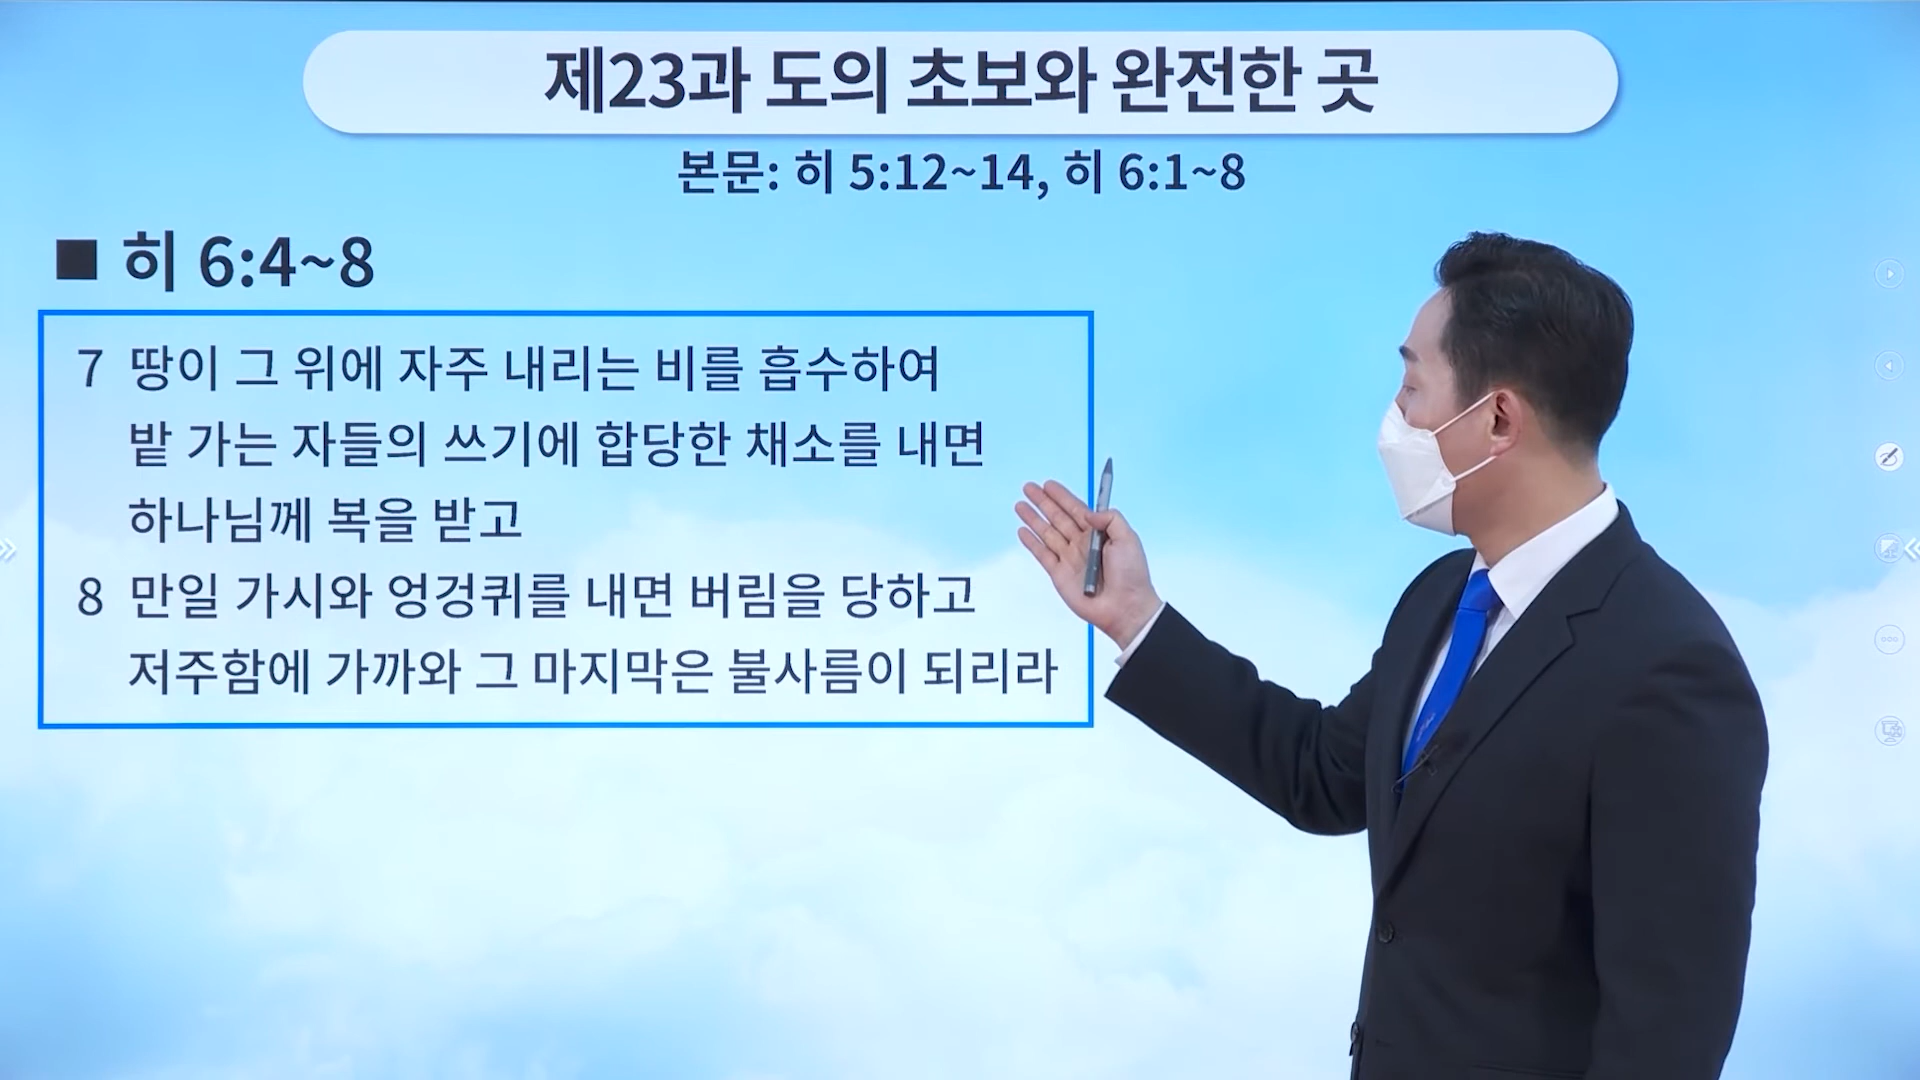 제23과 도의 초보와 완전한 곳
본문: 히 5:12~14, 히 6:1~8
■ 히 6:4~8
7 땅이 그 위에 자주 내리는 비를 흡수하여
밭 가는 자들의 쓰기에 합당한 채소를 내면
하나님께 복을 받고
8 만일 가시와 엉겅퀴를 내면 버림을 당하고
저주함에 가까와 그 마지막은 불사름이 되리라